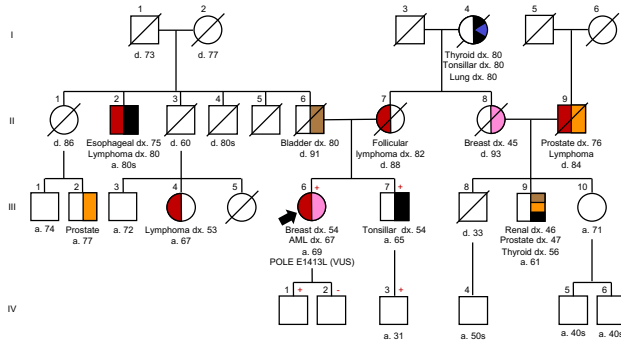 1 2 3 4 5 6
I
d. 73 d. 77 Thyroid dx. 80
Tonsillar dx. 80
Lung dx. 80
1 2 3 4 5 6 7 8 9
II
d. 86 Esophageal dx. 75 d. 60 d. 80s Bladder dx. 80 Follicular Breast dx. 45 Prostate dx. 76
Lymphoma dx. 80 d. 91 lymphoma dx. 82 d. 93 Lymphoma
a. 80s d. 88 d. 84
1 2 3 4 5 6 + 7 + 8 9 10
III
a. 74 Prostate a. 72 Lymphoma dx. 53 Breast dx. 54 Tonsillar dx. 54 d. 33 Renal dx. 46 a. 71
a. 77 a. 67 AML dx. 67 a. 65 Prostate dx. 47
a. 69 Thyroid dx. 56
POLE E1413L (VUS) a. 61
1 + 2 - 3 + 4 5 6
IV
a. 31 a. 50s a. 40s a. 40s